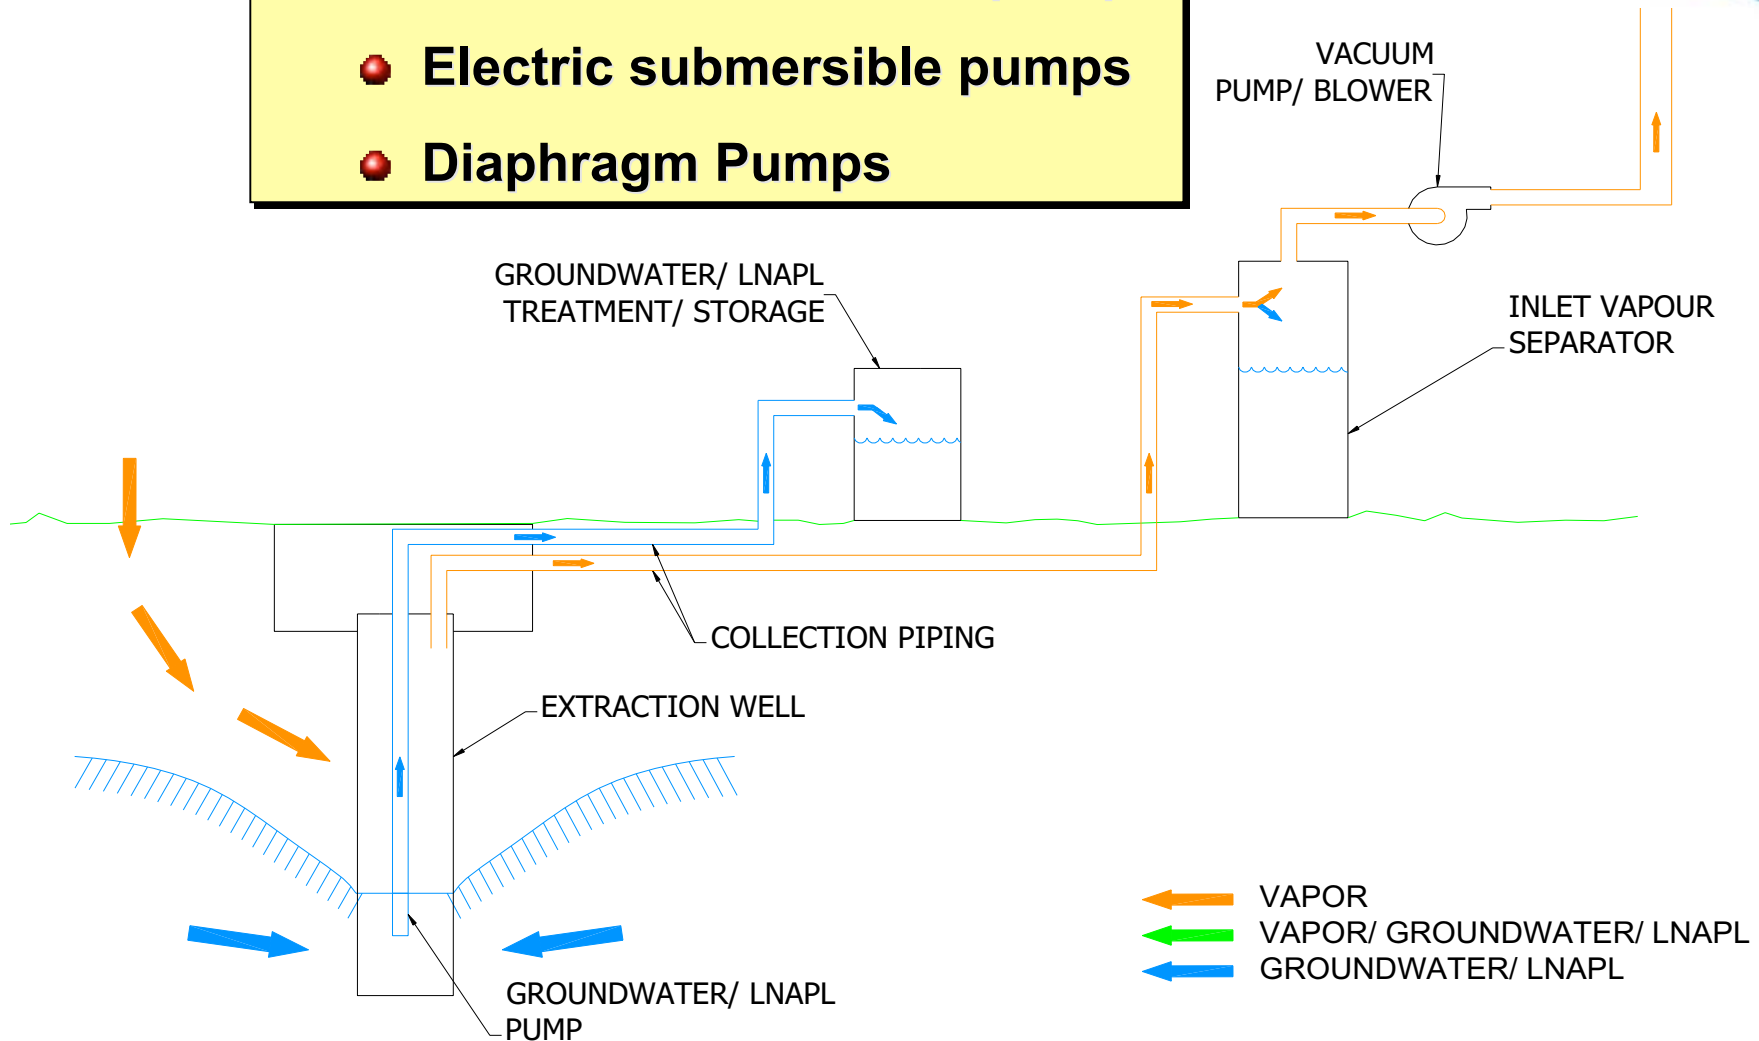 Electric submersible pumps
Diaphragm Pumps
VACUUM
PUMP/ BLOWER
GROUNDWATER/ LNAPL
TREATMENT/ STORAGE
INLET VAPOUR
SEPARATOR
COLLECTION PIPING
EXTRACTION WELL
GROUNDWATER/ LNAPL
PUMP
VAPOR
VAPOR/ GROUNDWATER/ LNAPL
GROUNDWATER/ LNAPL